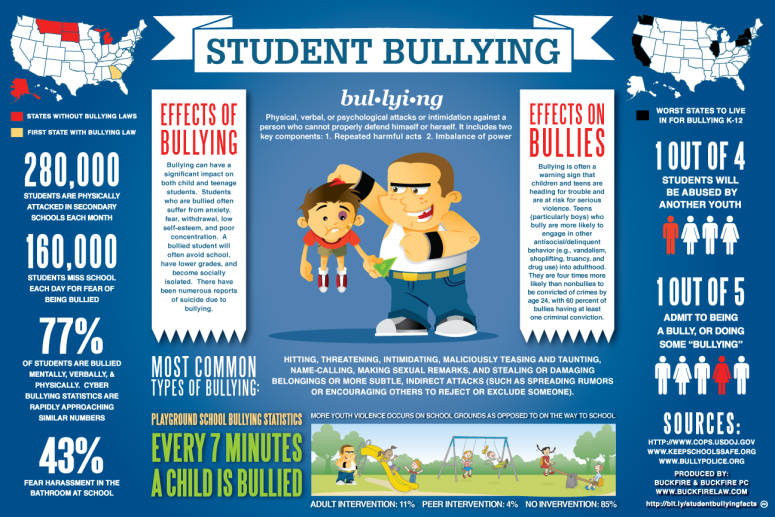 STUDENT BULLYING
STATES WITHOUT BULLYING LAWS
FIRST STATE WITH BULLYING LAW
280,000
STUDENTS ARE PHYSICALLY
ATTACKED IN SECONDARY
SCHOOLS EACH MONTH
160,000
STUDENTS MISS SCHOOL
EACH DAY FOR FEAR OF
BEING BULLIED
77%
OF STUDENTS ARE BULLIED
MENTALLY, VERBALLY, &
PHYSICALLY. CYBER
BULLYING STATISTICS ARE
RAPIDLY APPROACHING
SIMILAR NUMBERS
43%
FEAR HARASSMENT IN THE
BATHROOM AT SCHOOL
EFFECTS OF
BULLYING
Bullying can have a
significant impact on
both child and teenage
students. Students
who are bullied often
suffer from anxiety,
fear, withdrawal, low
self-esteem, and poor
concentration. A
bullied student will
often avoid school,
have lower grades, and
become socially
isolated. There have
been numerous reports
of suicide due to
bullying.
bul•lyi•ng
Physical, verbal, or psychological attacks or intimidation against a
person who cannot properly defend himself or herself. It includes two
key components: 1. Repeated harmful acts 2. Imbalance of power
EFFECTS ON
BULLIES
Bullying is often a
warning sign that
children and teens are
heading for trouble and
are at risk for serious
violence. Teens
(particularly boys) who
bully are more likely to
engage in other
antisocial/delinquent
behavior (e.g., vandalism,
shoplifting, truancy, and
drug use) into adulthood.
They are four times more
likely than nonbullies to
be convicted of crimes by
age 24, with 60 percent of
bullies having at least
one criminal conviction.
MOST COMMON
TYPES OF BULLYING:
HITTING, THREATENING, INTIMIDATING, MALICIOUSLY TEASING AND TAUNTING,
NAME-CALLING, MAKING SEXUAL REMARKS, AND STEALING OR DAMAGING
BELONGINGS OR MORE SUBTLE, INDIRECT ATTACKS (SUCH AS SPREADING RUMORS
OR ENCOURAGING OTHERS TO REJECT OR EXCLUDE SOMEONE).
PLAYGROUND SCHOOL BULLYING STATISTICS
EVERY 7 MINUTES
A CHILD IS BULLIED
MORE YOUTH VIOLENCE OCCURS ON SCHOOL GROUNDS AS OPPOSED TO ON THE WAY TO SCHOOL
ADULT INTERVENTION: 11% PEER INTERVENTION: 4% NO INVERVENTION: 85%
WORST STATES TO LIVE
IN FOR BULLYING K-12
1 OUT OF 4
STUDENTS WILL
BE ABUSED BY
ANOTHER YOUTH
1 OUT OF 5
ADMIT TO BEING
A BULLY, OR DOING
SOME “BULLYING”
SOURCES:
HTTP://WWW.COPS.USDOJ.GOV
WWW.KEEPSCHOOLSSAFE.ORG
WWW.BULLYPOLICE.ORG
PRODUCED BY:
BUCKFIRE & BUCKFIRE PC
WWW.BUCKFIRELAW.COM
http://bit.ly/studentbullyingfacts